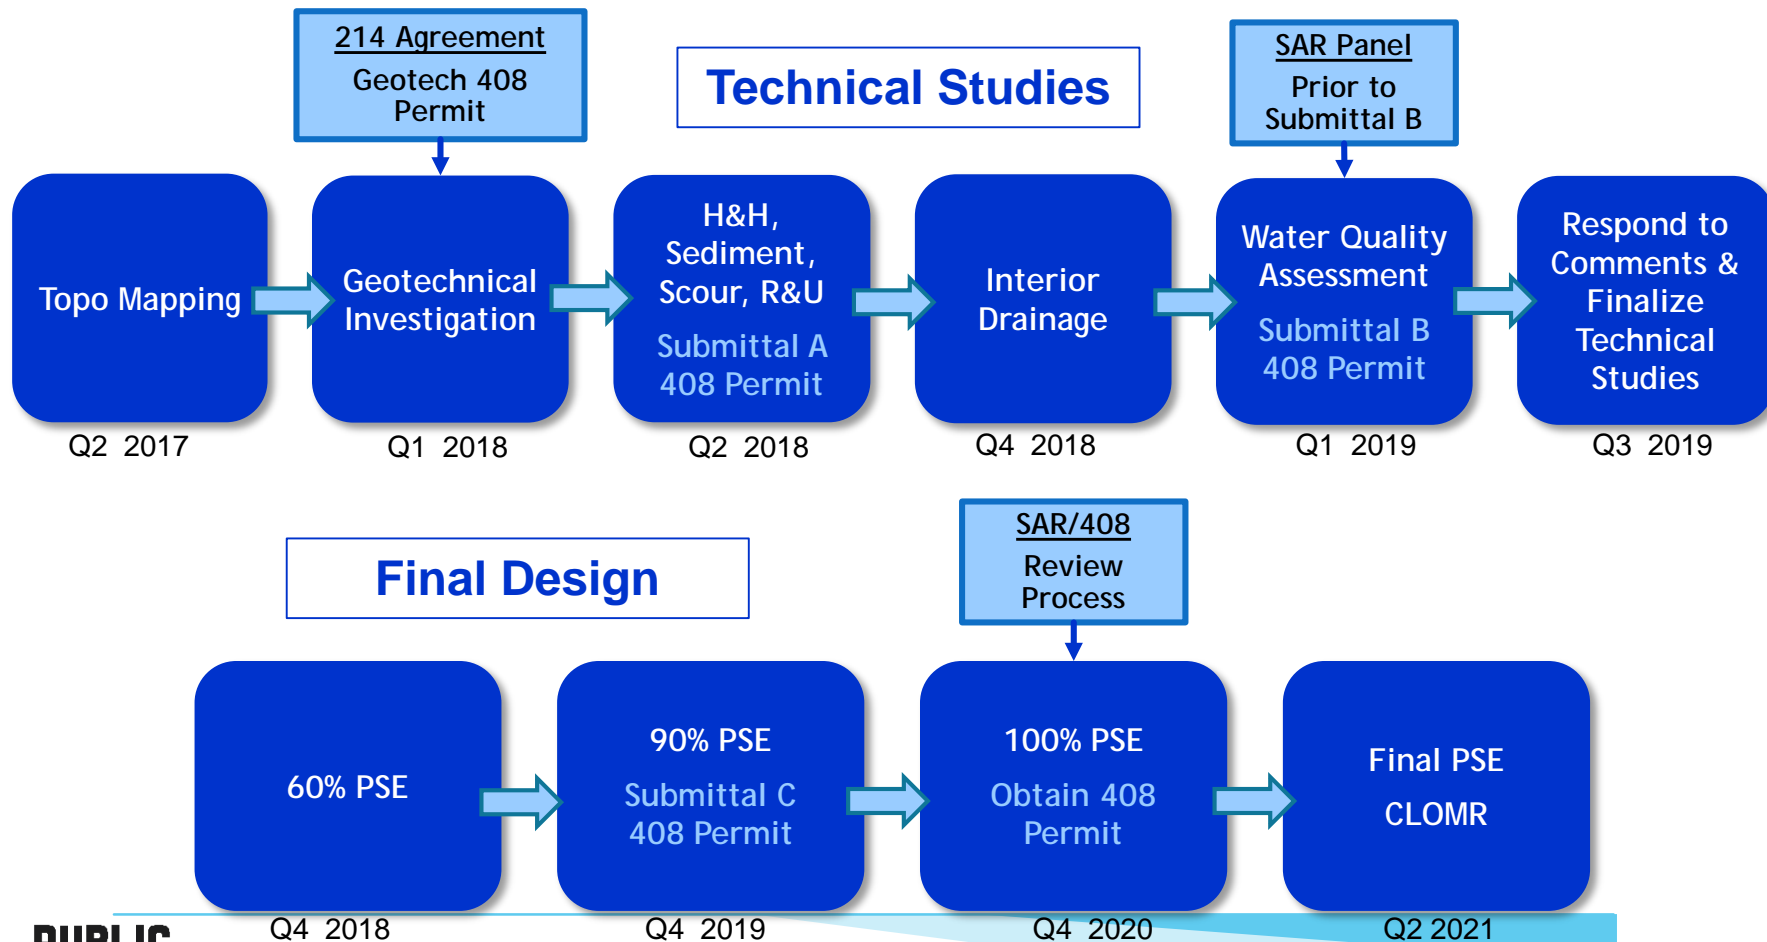 214 Agreement
Geotech 408
Permit
Technical Studies
SAR Panel
Prior to
Submittal B
Topo Mapping
Geotechnical
Investigation
H&H,
Sediment,
Scour, R&U
Submittal A
408 Permit
Interior
Drainage
Water Quality
Assessment
Submittal B
408 Permit
Respond to
Comments &
Finalize
Technical
Studies
Q2 2017
Q1 2018
Q2 2018
Q4 2018
Q1 2019
Q3 2019
Final Design
SAR/408
Review
Process
60% PSE
90% PSE
Submittal C
408 Permit
100% PSE
Obtain 408
Permit
Final PSE
CLOMR
Q4 2018
Q4 2019
Q4 2020
Q2 2021
PUBLIC